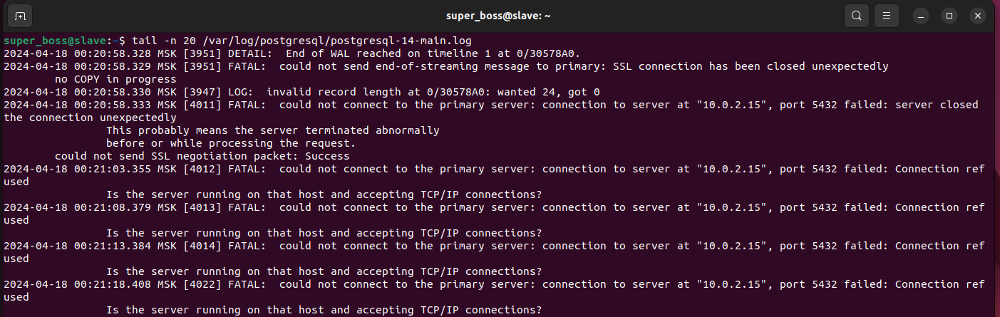 super_boss@slave: ~
super_boss@slave:~$ tail -n 20 /var/log/postgresql/postgresql-14-main.log
2024-04-18 00:20:58.328 MSK [3951] DETAIL:  End of WAL reached on timeline 1 at 0/30578A0.
2024-04-18 00:20:58.329 MSK [3951] FATAL:  could not send end-of-streaming message to primary: SSL connection has been closed unexpectedly
        no COPY in progress
2024-04-18 00:20:58.330 MSK [3947] LOG:  invalid record length at 0/30578A0: wanted 24, got 0
2024-04-18 00:20:58.333 MSK [4011] FATAL:  could not connect to the primary server: connection to server at "10.0.2.15", port 5432 failed: server closed
the connection unexpectedly
                This probably means the server terminated abnormally
                before or while processing the request.
        could not send SSL negotiation packet: Success
2024-04-18 00:21:03.355 MSK [4012] FATAL:  could not connect to the primary server: connection to server at "10.0.2.15", port 5432 failed: Connection ref
used
                Is the server running on that host and accepting TCP/IP connections?
2024-04-18 00:21:08.379 MSK [4013] FATAL:  could not connect to the primary server: connection to server at "10.0.2.15", port 5432 failed: Connection ref
used
                Is the server running on that host and accepting TCP/IP connections?
2024-04-18 00:21:13.384 MSK [4014] FATAL:  could not connect to the primary server: connection to server at "10.0.2.15", port 5432 failed: Connection ref
used
                Is the server running on that host and accepting TCP/IP connections?
2024-04-18 00:21:18.408 MSK [4022] FATAL:  could not connect to the primary server: connection to server at "10.0.2.15", port 5432 failed: Connection ref
used
                Is the server running on that host and accepting TCP/IP connections?